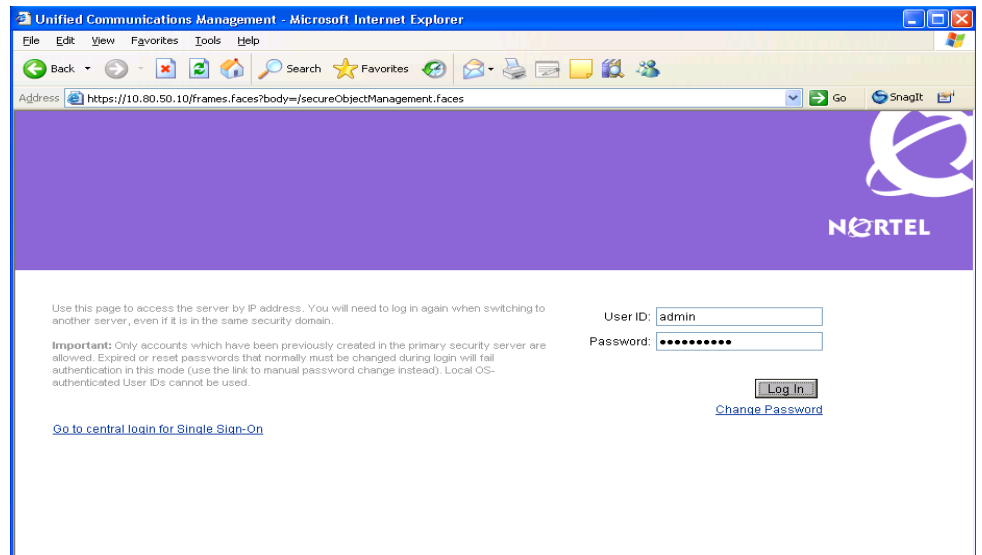 Unified Communications Management - Microsoft Internet Explorer
File Edit View Favorites Tools Help
Back Search Favorites
Address https://10.80.50.10/frames.faces?body=/secureObjectManagement.faces Go SnagIt
NORTEL
Use this page to access the server by IP address. You will need to log in again when switching to
another server, even if it is in the same security domain.
Important: Only accounts which have been previously created in the primary security server are
allowed. Expired or reset passwords that normally must be changed during login will fail
authentication in this mode (use the link to manual password change instead). Local OS-
authenticated User IDs cannot be used.
Go to central login for Single Sign-On
User ID: admin
Password: ••••••••••
Log In
Change Password